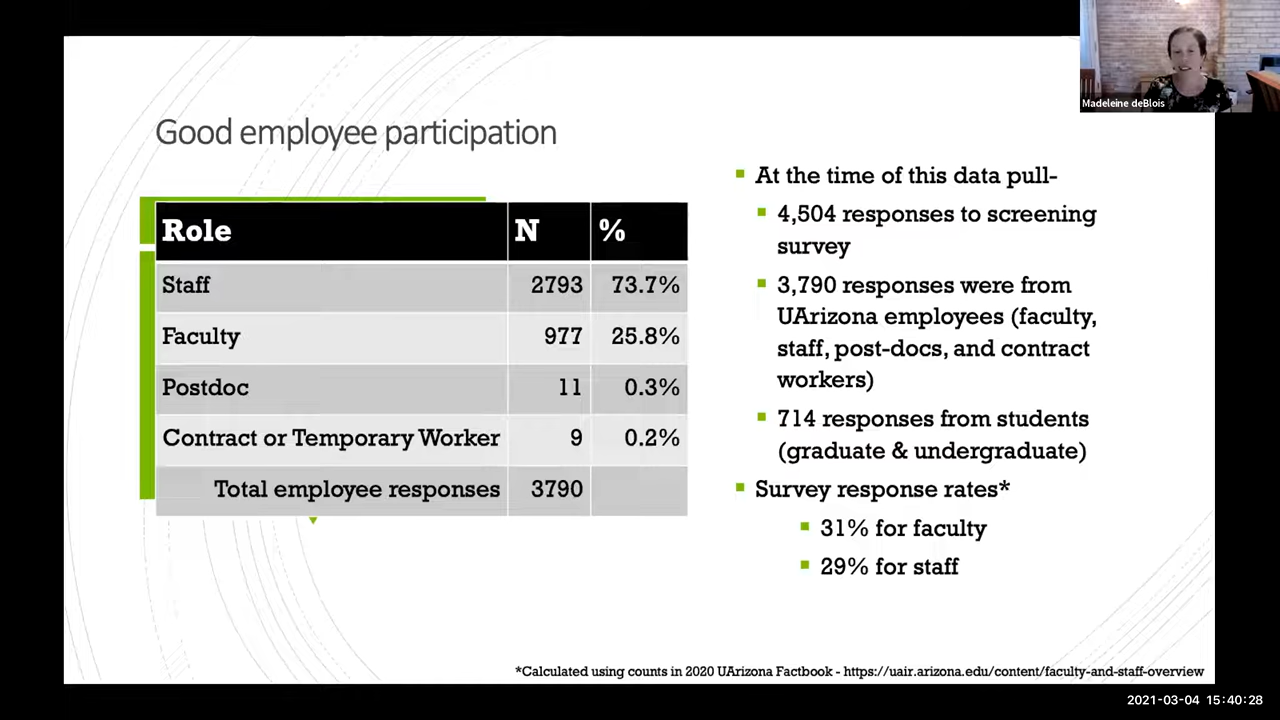 Madeleine deBlois
Good employee participation
Role N %
Staff 2793 73.7%
Faculty 977 25.8%
Postdoc 11 0.3%
Contract or Temporary Worker 9 0.2%
Total employee responses 3790
At the time of this data pull-
4,504 responses to screening
survey
3,790 responses were from
UArizona employees (faculty,
staff, post-docs, and contract
workers)
714 responses from students
(graduate & undergraduate)
Survey response rates*
31% for faculty
29% for staff
*Calculated using counts in 2020 UArizona Factbook - https://uair.arizona.edu/content/faculty-and-staff-overview
2021-03-04 15:40:28